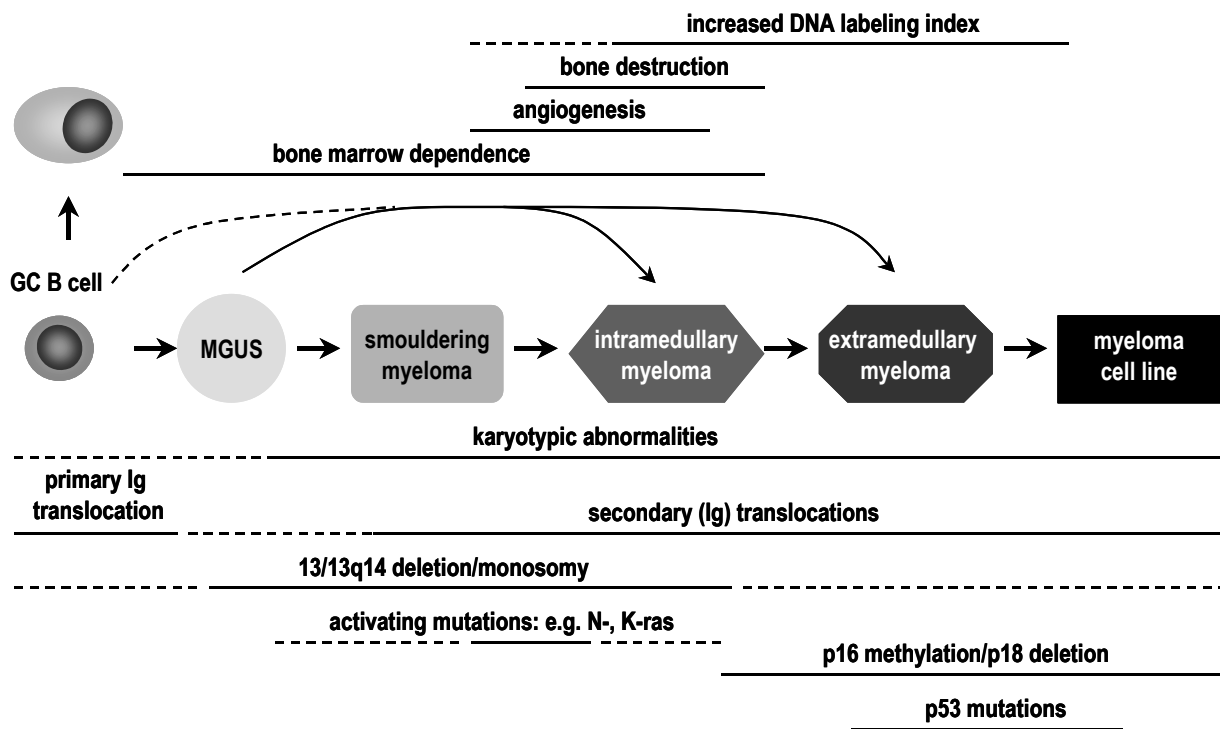 increased DNA labeling index
bone destruction
angiogenesis
bone marrow dependence
GC B cell
MGUS
smouldering
myeloma
intramedullary
myeloma
extramedullary
myeloma
myeloma
cell line
karyotypic abnormalities
primary Ig
translocation
secondary (Ig) translocations
13/13q14 deletion/monosomy
activating mutations: e.g. N-, K-ras
p16 methylation/p18 deletion
p53 mutations